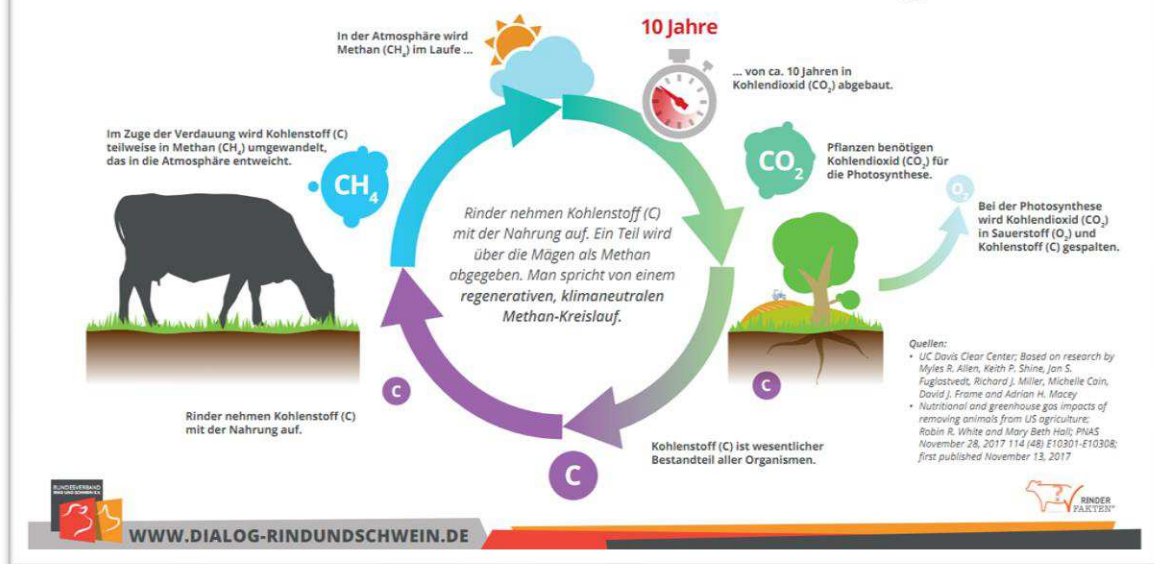 In der Atmosphäre wird
Methan (CH₄) im Laufe ...
10 Jahre
... von ca. 10 Jahren in
Kohlendioxid (CO₂) abgebaut.
Im Zuge der Verdauung wird Kohlenstoff (C)
teilweise in Methan (CH₄) umgewandelt,
das in die Atmosphäre entweicht.
CH₄
CO₂
Pflanzen benötigen
Kohlendioxid (CO₂) für
die Photosynthese.
O₂
Bei der Photosynthese
wird Kohlendioxid (CO₂)
in Sauerstoff (O₂) und
Kohlenstoff (C) gespalten.
Rinder nehmen Kohlenstoff (C)
mit der Nahrung auf. Ein Teil wird
über die Mägen als Methan
abgegeben. Man spricht von einem
regenerativen, klimaneutralen
Methan-Kreislauf.
C
C
Rinder nehmen Kohlenstoff (C)
mit der Nahrung auf.
Kohlenstoff (C) ist wesentlicher
Bestandteil aller Organismen.
C
Quellen:
• UC Davis Clear Center; Based on research by
Myles R. Allen, Keith P. Shine, Jan S.
Fuglestvedt, Richard J. Millar, Michelle Cain,
David J. Frame and Adrian H. Macey
• Nutritional and greenhouse gas impacts of
removing animals from US agriculture;
Robin R. White and Mary Beth Hall; PNAS
November 28, 2017 114 (48) E10301-E10308;
first published November 13, 2017
BUNDESVERBAND
RIND UND SCHWEIN E.V.
WWW.DIALOG-RINDUNDSCHWEIN.DE
?
RINDER
FAKTEN